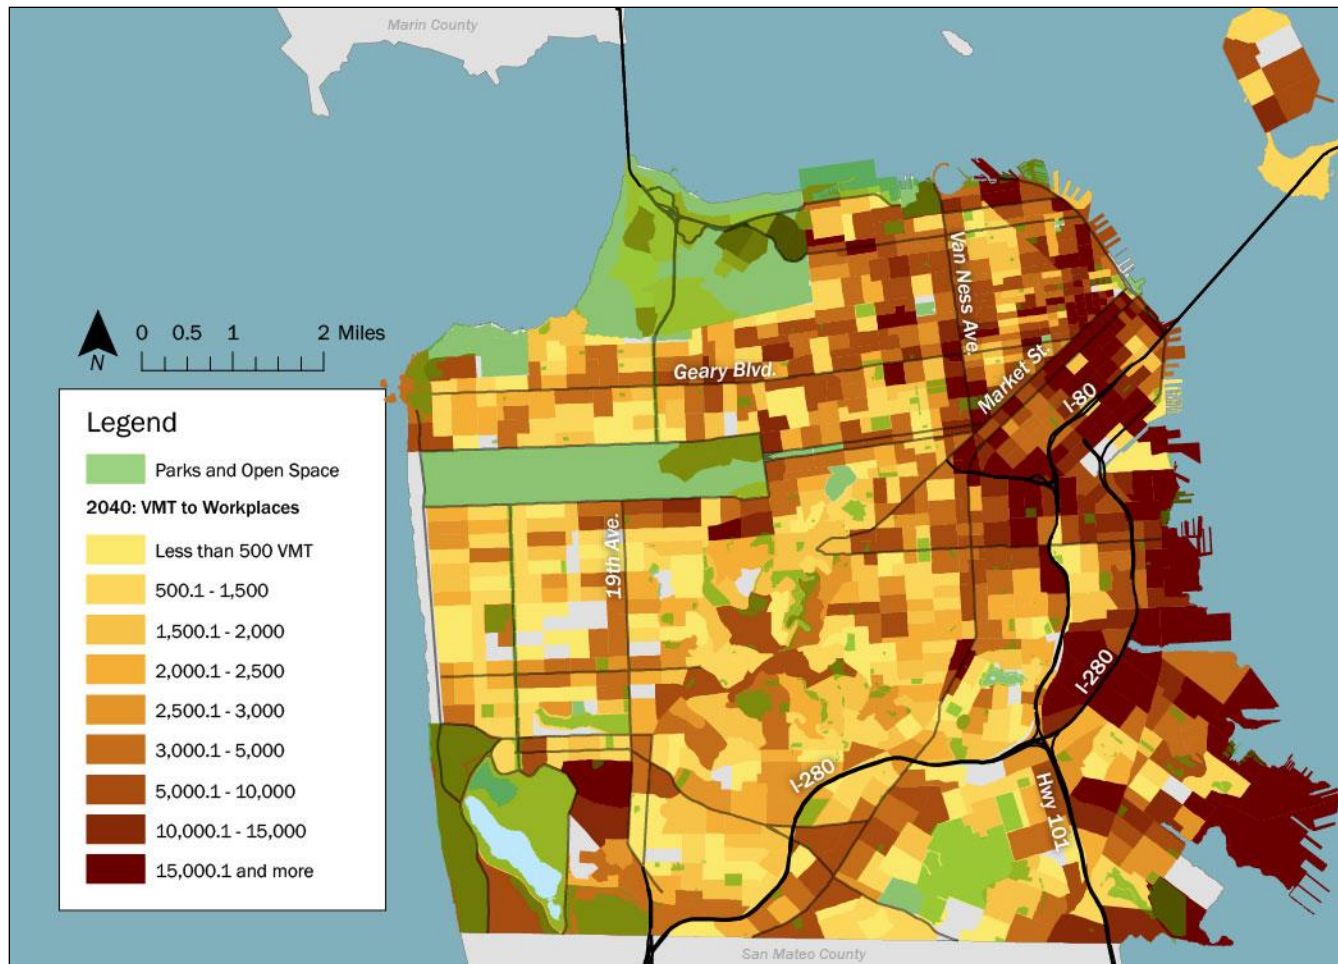 Marin County
Van Ness Ave.
0 0.5 1 2 Miles
N
Geary Blvd.
Market St.
I-80
Legend
Parks and Open Space
2040: VMT to Workplaces
Less than 500 VMT
500.1 - 1,500
1,500.1 - 2,000
2,000.1 - 2,500
2,500.1 - 3,000
3,000.1 - 5,000
5,000.1 - 10,000
10,000.1 - 15,000
15,000.1 and more
19th Ave.
I-280
I-280
Hwy 101
San Mateo County